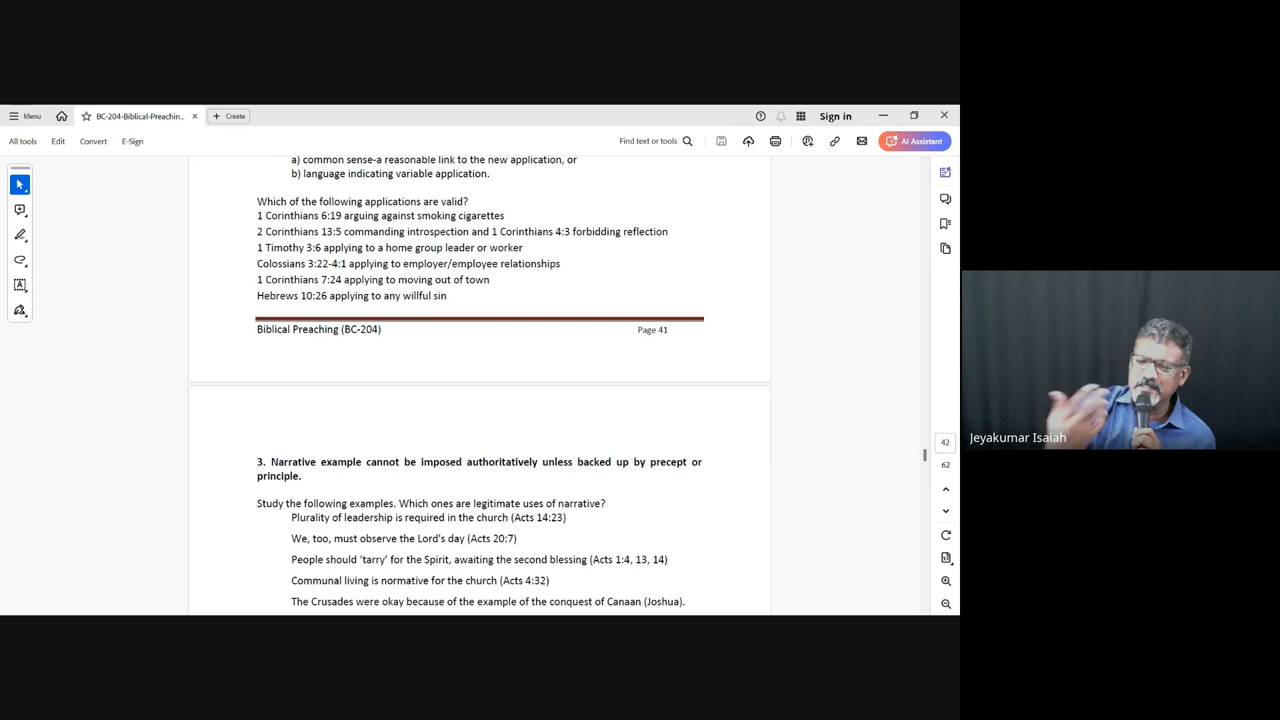 Menu
BC-204-Biblical-Preachin...
Create
Sign in
All tools
Edit
Convert
E-Sign
Find text or tools
AI Assistant
a) common sense-a reasonable link to the new application, or
b) language indicating variable application.
Which of the following applications are valid?
1 Corinthians 6:19 arguing against smoking cigarettes
2 Corinthians 13:5 commanding introspection and 1 Corinthians 4:3 forbidding reflection
1 Timothy 3:6 applying to a home group leader or worker
Colossians 3:22-4:1 applying to employer/employee relationships
1 Corinthians 7:24 applying to moving out of town
Hebrews 10:26 applying to any willful sin
Biblical Preaching (BC-204)
Page 41
3. Narrative example cannot be imposed authoritatively unless backed up by precept or
principle.
Study the following examples. Which ones are legitimate uses of narrative?
Plurality of leadership is required in the church (Acts 14:23)
We, too, must observe the Lord's day (Acts 20:7)
People should ‘tarry’ for the Spirit, awaiting the second blessing (Acts 1:4, 13, 14)
Communal living is normative for the church (Acts 4:32)
The Crusades were okay because of the example of the conquest of Canaan (Joshua).
42
62
Jeyakumar Isaiah